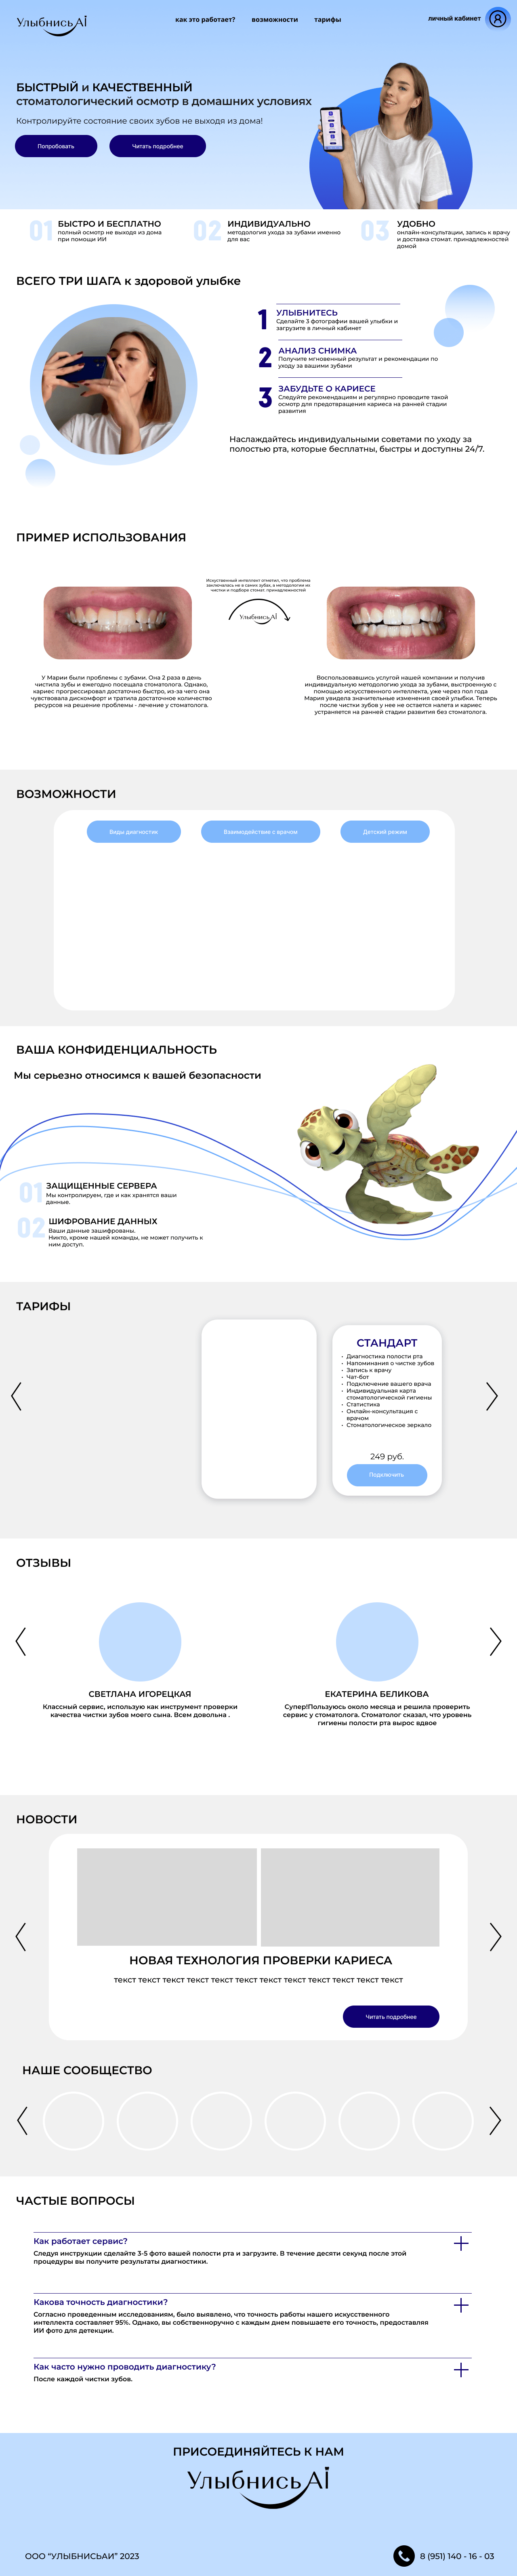 УлыбнисьAi
как это работает?
возможности
тарифы
личный кабинет
БЫСТРЫЙ и КАЧЕСТВЕННЫЙ
стоматологический осмотр в домашних условиях
Контролируйте состояние своих зубов не выходя из дома!
Попробовать
Читать подробнее
01
БЫСТРО И БЕСПЛАТНО
полный осмотр не выходя из дома
при помощи ИИ
02
ИНДИВИДУАЛЬНО
методология ухода за зубами именно
для вас
03
УДОБНО
онлайн-консультации, запись к врачу
и доставка стомат. принадлежностей
домой
ВСЕГО ТРИ ШАГА к здоровой улыбке
1
УЛЫБНИТЕСЬ
Сделайте 3 фотографии вашей улыбки и
загрузите в личный кабинет
2
АНАЛИЗ СНИМКА
Получите мгновенный результат и рекомендации по
уходу за вашими зубами
3
ЗАБУДЬТЕ О КАРИЕСЕ
Следуйте рекомендациям и регулярно проводите такой
осмотр для предотвращения кариеса на ранней стадии
развития
Наслаждайтесь индивидуальными советами по уходу за
полостью рта, которые бесплатны, быстры и доступны 24/7.
ПРИМЕР ИСПОЛЬЗОВАНИЯ
Искуственный интеллект отметил, что проблема
заключалась не в самих зубах, а методологии их
чистки и подборе стомат. принадлежностей
УлыбнисьAi
У Марии были проблемы с зубами. Она 2 раза в день
чистила зубы и ежегодно посещала стоматолога. Однако,
кариес прогрессировал достаточно быстро, из-за чего она
чувствовала дискомфорт и тратила достаточное количество
ресурсов на решение проблемы - лечение у стоматолога.
Воспользовавшись услугой нашей компании и получив
индивидуальную методологию ухода за зубами, выстроенную с
помощью искусственного интеллекта, уже через пол года
Мария увидела значительные изменения своей улыбки. Теперь
после чистки зубов у нее не остается налета и кариес
устраняется на ранней стадии развития без стоматолога.
ВОЗМОЖНОСТИ
Виды диагностик
Взаимодействие с врачом
Детский режим
ВАША КОНФИДЕНЦИАЛЬНОСТЬ
Мы серьезно относимся к вашей безопасности
01
ЗАЩИЩЕННЫЕ СЕРВЕРА
Мы контролируем, где и как хранятся ваши
данные.
02
ШИФРОВАНИЕ ДАННЫХ
Ваши данные зашифрованы.
Никто, кроме нашей команды, не может получить к
ним доступ.
ТАРИФЫ
СТАНДАРТ
• Диагностика полости рта
• Напоминания о чистке зубов
• Запись к врачу
• Чат-бот
• Подключение вашего врача
• Индивидуальная карта
стоматологической гигиены
• Статистика
• Онлайн-консультация с
врачом
• Стоматологическое зеркало
249 руб.
Подключить
ОТЗЫВЫ
СВЕТЛАНА ИГОРЕЦКАЯ
Классный сервис, использую как инструмент проверки
качества чистки зубов моего сына. Всем довольна .
ЕКАТЕРИНА БЕЛИКОВА
Супер!Пользуюсь около месяца и решила проверить
сервис у стоматолога. Стоматолог сказал, что уровень
гигиены полости рта вырос вдвое
НОВОСТИ
НОВАЯ ТЕХНОЛОГИЯ ПРОВЕРКИ КАРИЕСА
текст текст текст текст текст текст текст текст текст текст текст текст
Читать подробнее
НАШЕ СООБЩЕСТВО
ЧАСТЫЕ ВОПРОСЫ
Как работает сервис?
Следуя инструкции сделайте 3-5 фото вашей полости рта и загрузите. В течение десяти секунд после этой
процедуры вы получите результаты диагностики.
Какова точность диагностики?
Согласно проведенным исследованиям, было выявлено, что точность работы нашего искусственного
интеллекта составляет 95%. Однако, вы собственноручно с каждым днем повышаете его точность, предоставляя
ИИ фото для детекции.
Как часто нужно проводить диагностику?
После каждой чистки зубов.
ПРИСОЕДИНЯЙТЕСЬ К НАМ
УлыбнисьAi
ООО “УЛЫБНИСЬАИ” 2023
8 (951) 140 - 16 - 03